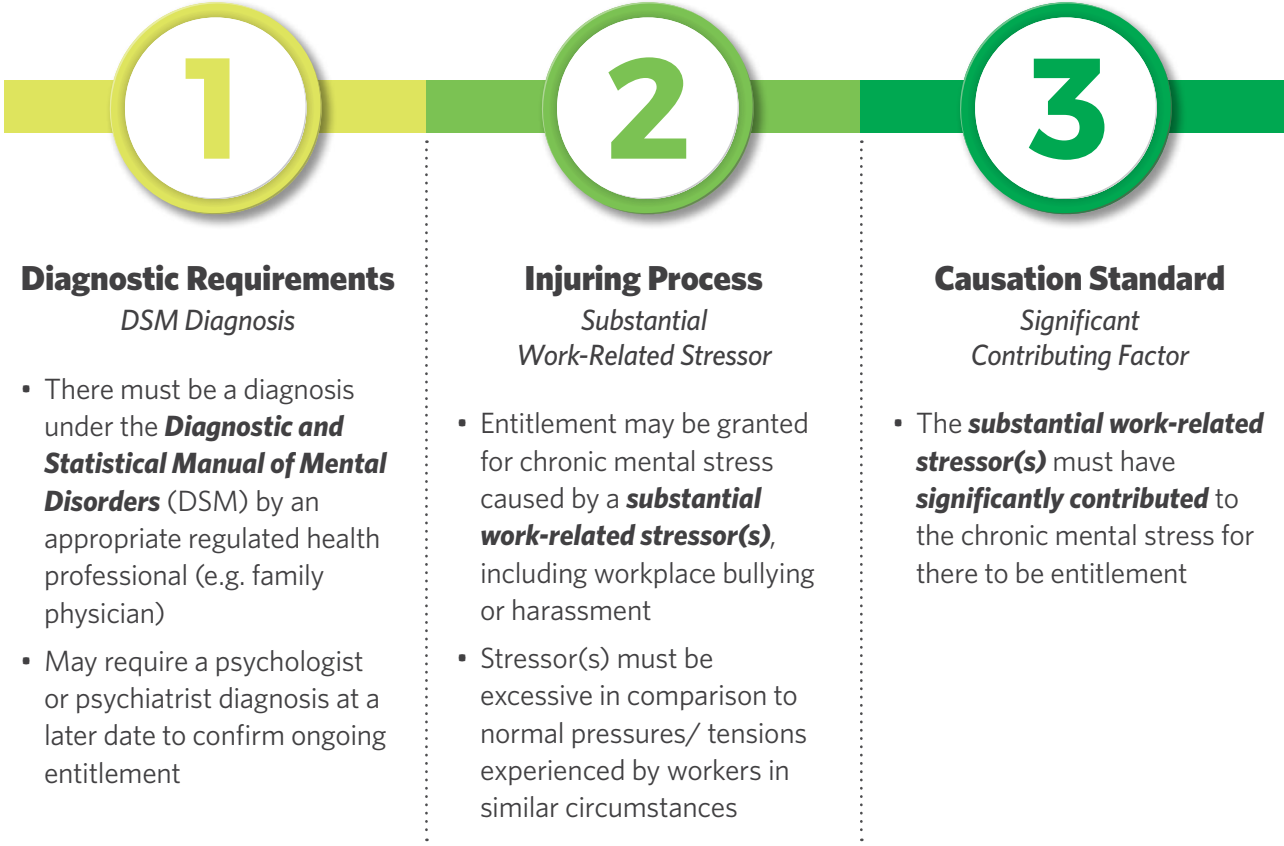 1
Diagnostic Requirements
DSM Diagnosis
• There must be a diagnosis
under the Diagnostic and
Statistical Manual of Mental
Disorders (DSM) by an
appropriate regulated health
professional (e.g. family
physician)
• May require a psychologist
or psychiatrist diagnosis at a
later date to confirm ongoing
entitlement
2
Injuring Process
Substantial
Work-Related Stressor
• Entitlement may be granted
for chronic mental stress
caused by a substantial
work-related stressor(s),
including workplace bullying
or harassment
• Stressor(s) must be
excessive in comparison to
normal pressures/ tensions
experienced by workers in
similar circumstances
3
Causation Standard
Significant
Contributing Factor
• The substantial work-related
stressor(s) must have
significantly contributed to
the chronic mental stress for
there to be entitlement